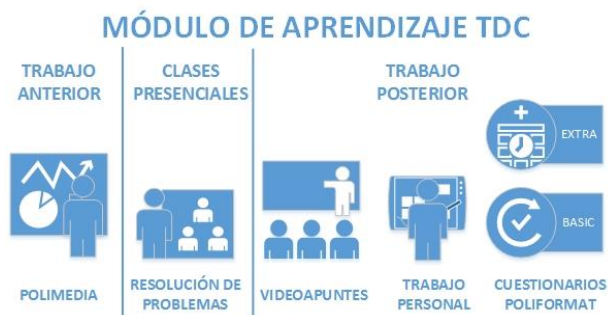 MÓDULO DE APRENDIZAJE TDC
TRABAJO
ANTERIOR
CLASES
PRESENCIALES
TRABAJO
POSTERIOR
EXTRA
BASIC
POLIMEDIA
RESOLUCIÓN DE
PROBLEMAS
VIDEOAPUNTES
TRABAJO
PERSONAL
CUESTIONARIOS
POLIFORMAT